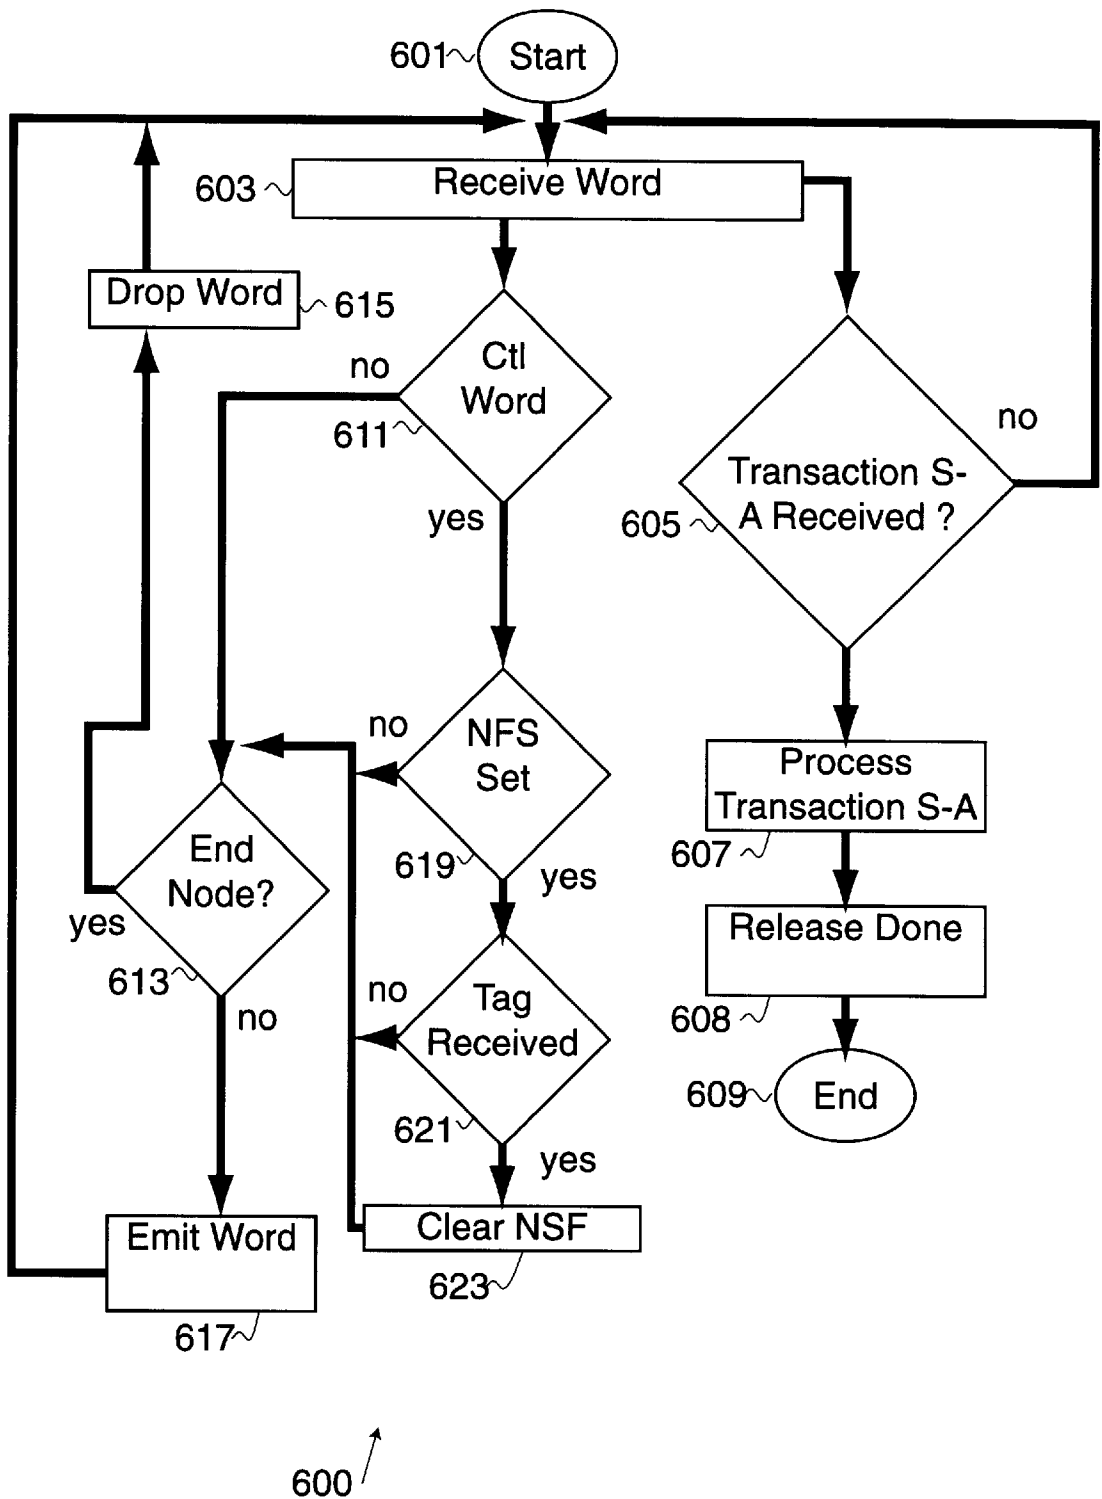 601
Start
603
Receive Word
Drop Word
615
no
Ctl
Word
611
yes
no
Transaction S-
A Received ?
605
no
NFS
Set
619
yes
Process
Transaction S-A
607
End
Node?
yes
613
no
Release Done
608
no
Tag
Received
621
yes
609
End
Emit Word
617
Clear NSF
623
600